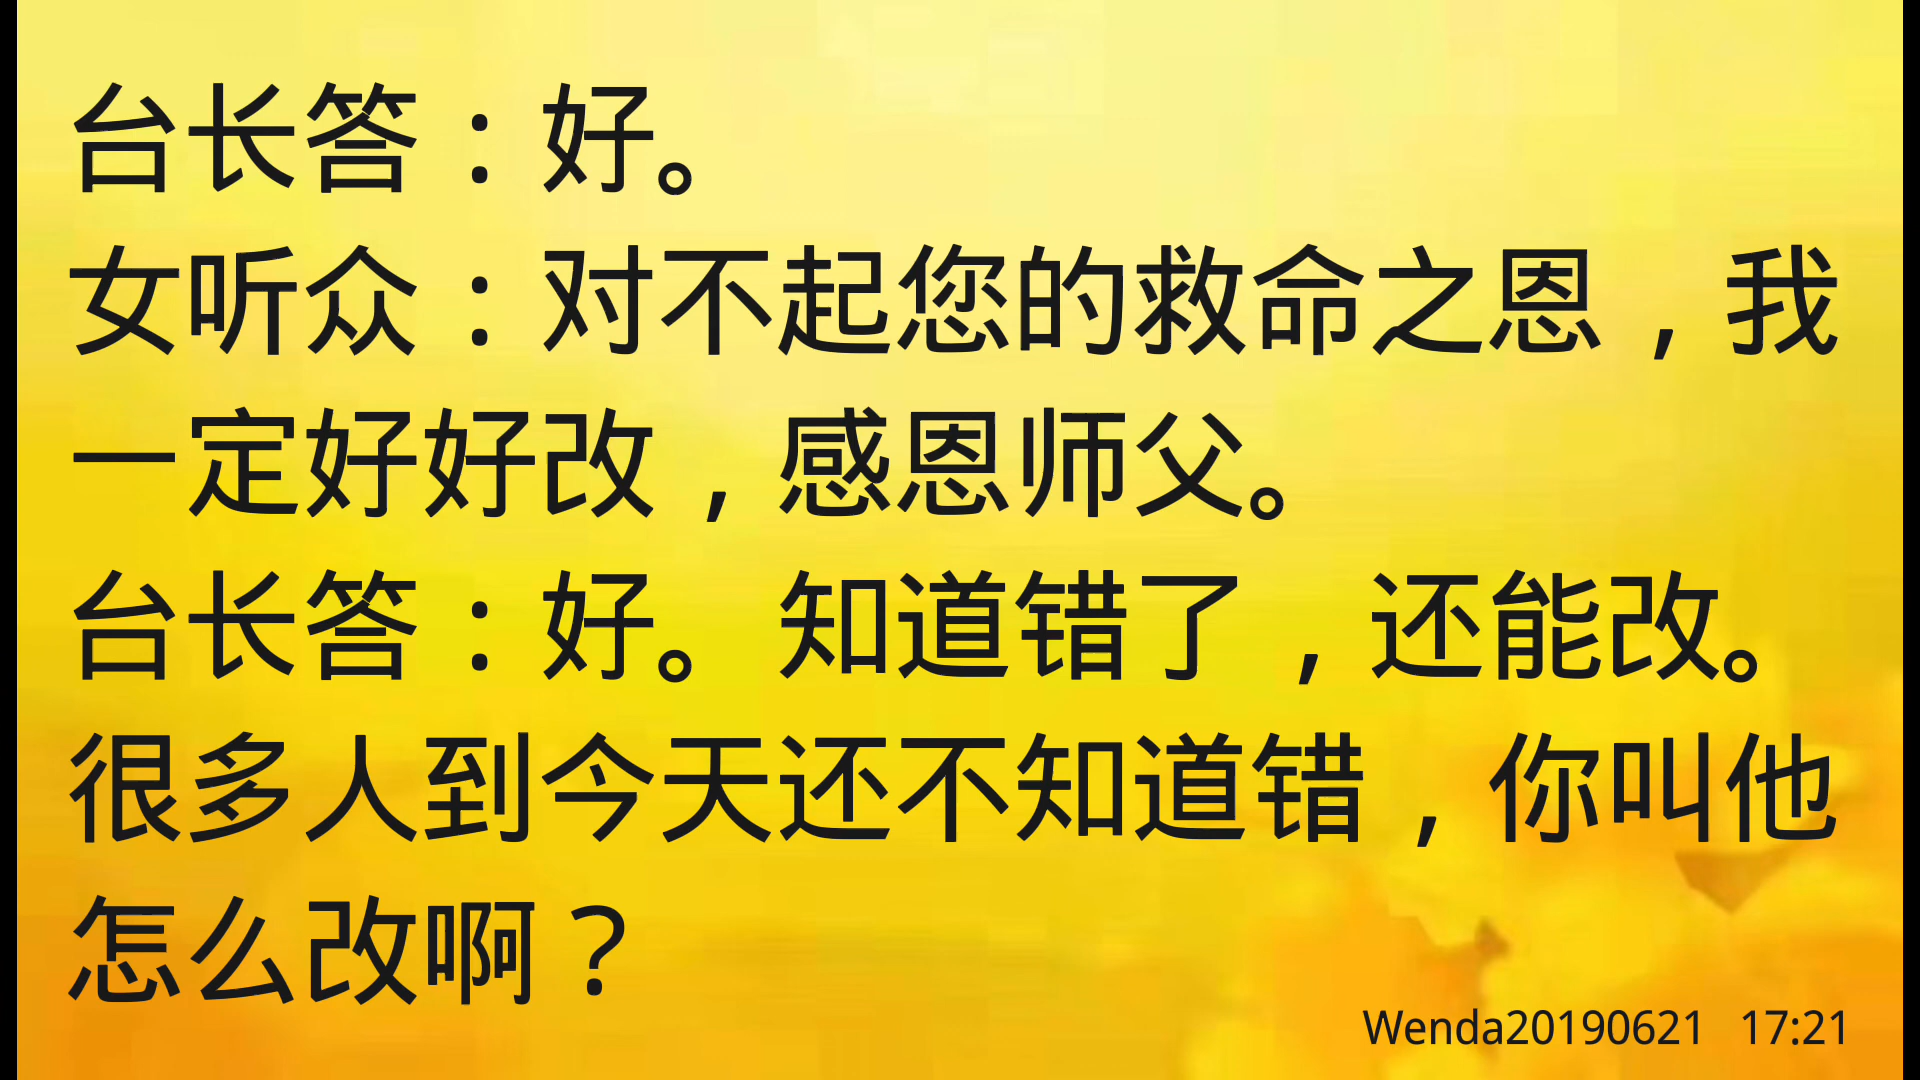 台长答：好。
女听众：对不起您的救命之恩，我
一定好好改，感恩师父。
台长答：好。知道错了，还能改。
很多人到今天还不知道错，你叫他
怎么改啊？
Wenda20190621 17:21